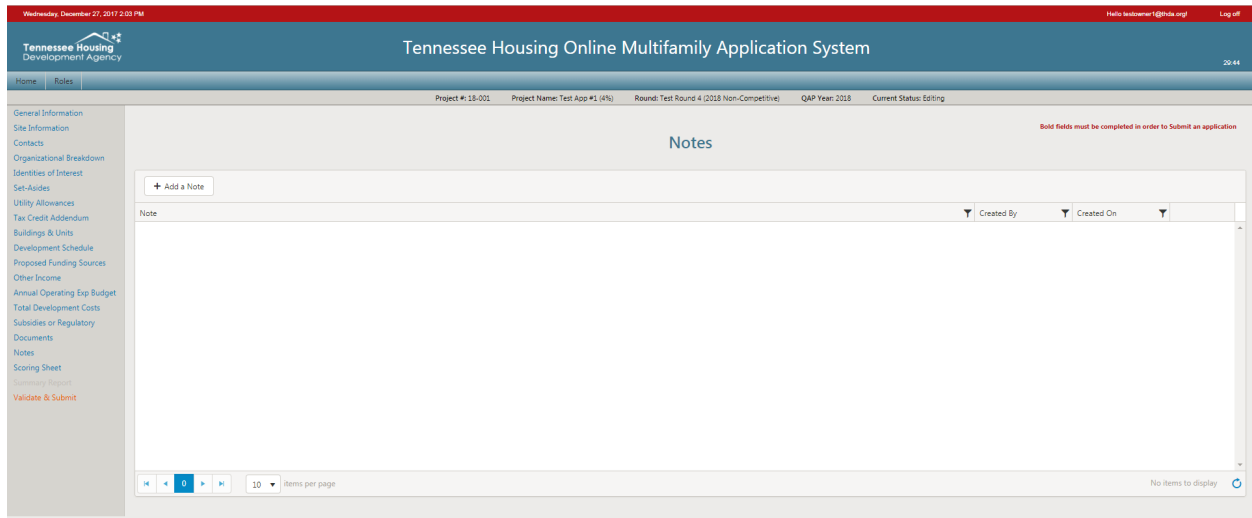 Wednesday, December 27, 2017 2:03 PM
Hello testowner1@thda.org!
Log off
Tennessee Housing
Development Agency
Tennessee Housing Online Multifamily Application System
29:44
Home
Roles
Project #: 18-001
Project Name: Test App #1 (4%)
Round: Test Round 4 (2018 Non-Competitive)
QAP Year: 2018
Current Status: Editing
General Information
Site Information
Contacts
Organizational Breakdown
Identities of Interest
Set-Asides
Utility Allowances
Tax Credit Addendum
Buildings & Units
Development Schedule
Proposed Funding Sources
Other Income
Annual Operating Exp Budget
Total Development Costs
Subsidies or Regulatory
Documents
Notes
Scoring Sheet
Summary Report
Validate & Submit
Bold fields must be completed in order to Submit an application
Notes
+ Add a Note
Note
Created By
Created On
0
10
items per page
No items to display